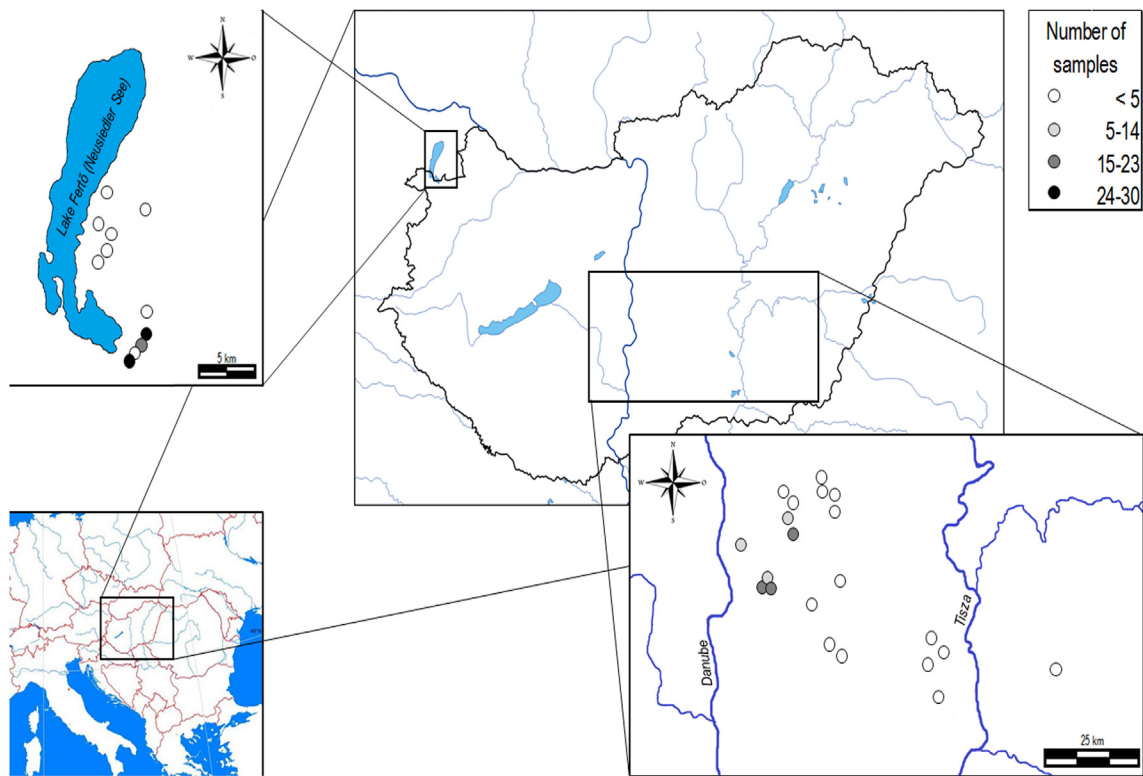 N
W
O
S
Lake Fertő (Neusiedler See)
5 km
Number of
samples
< 5
5-14
15-23
24-30
N
W
O
S
Danube
Tisza
25 km